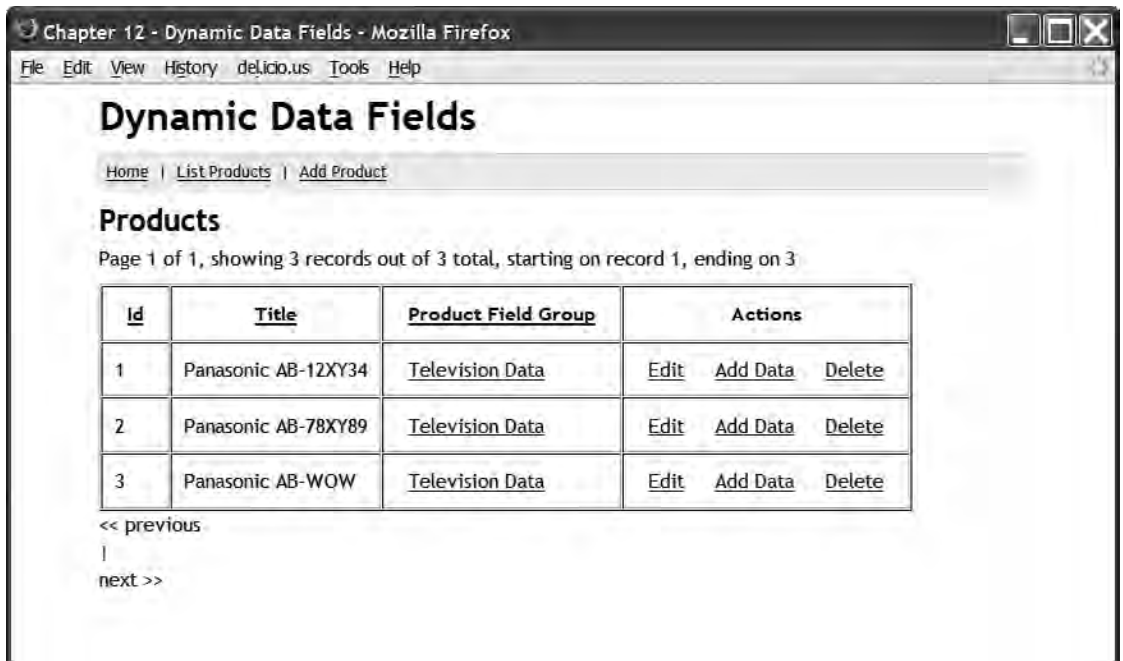 Chapter 12 - Dynamic Data Fields - Mozilla Firefox
File Edit View History del.icio.us Tools Help
Dynamic Data Fields
Home | List Products | Add Product
Products
Page 1 of 1, showing 3 records out of 3 total, starting on record 1, ending on 3
Id Title Product Field Group Actions
1 Panasonic AB-12XY34 Television Data Edit Add Data Delete
2 Panasonic AB-78XY89 Television Data Edit Add Data Delete
3 Panasonic AB-WOW Television Data Edit Add Data Delete
<< previous
|
next >>